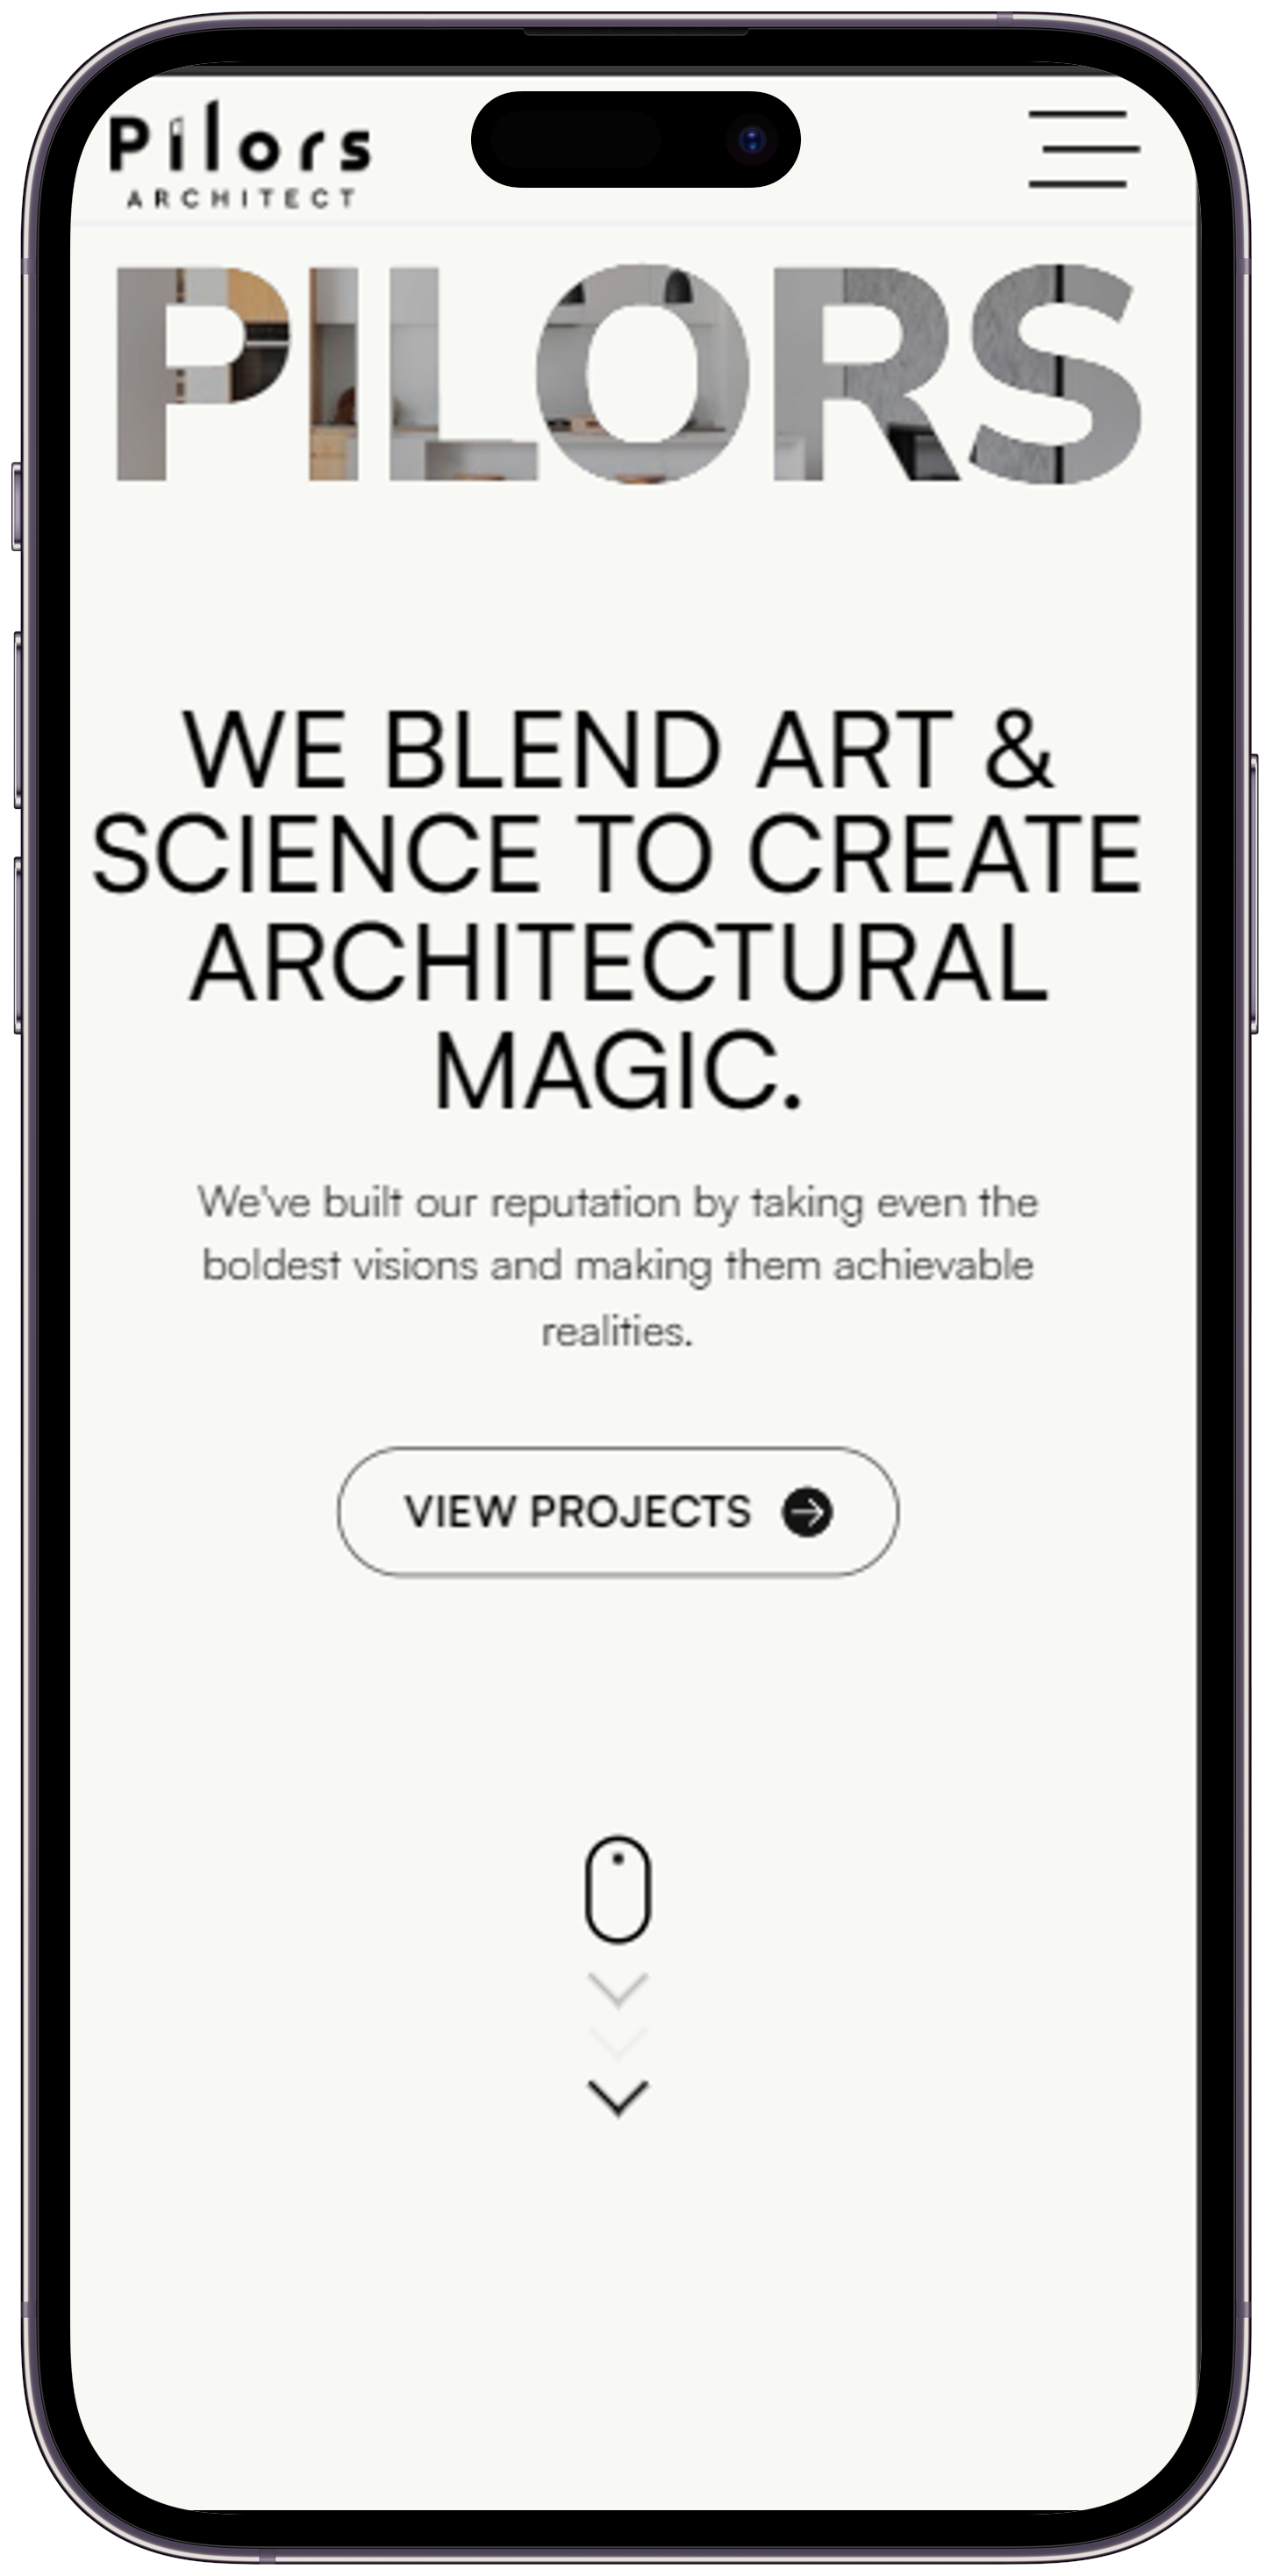 Pilors
ARCHITECT
PILORS
WE BLEND ART &
SCIENCE TO CREATE
ARCHITECTURAL
MAGIC.
We've built our reputation by taking even the
boldest visions and making them achievable
realities.
VIEW PROJECTS